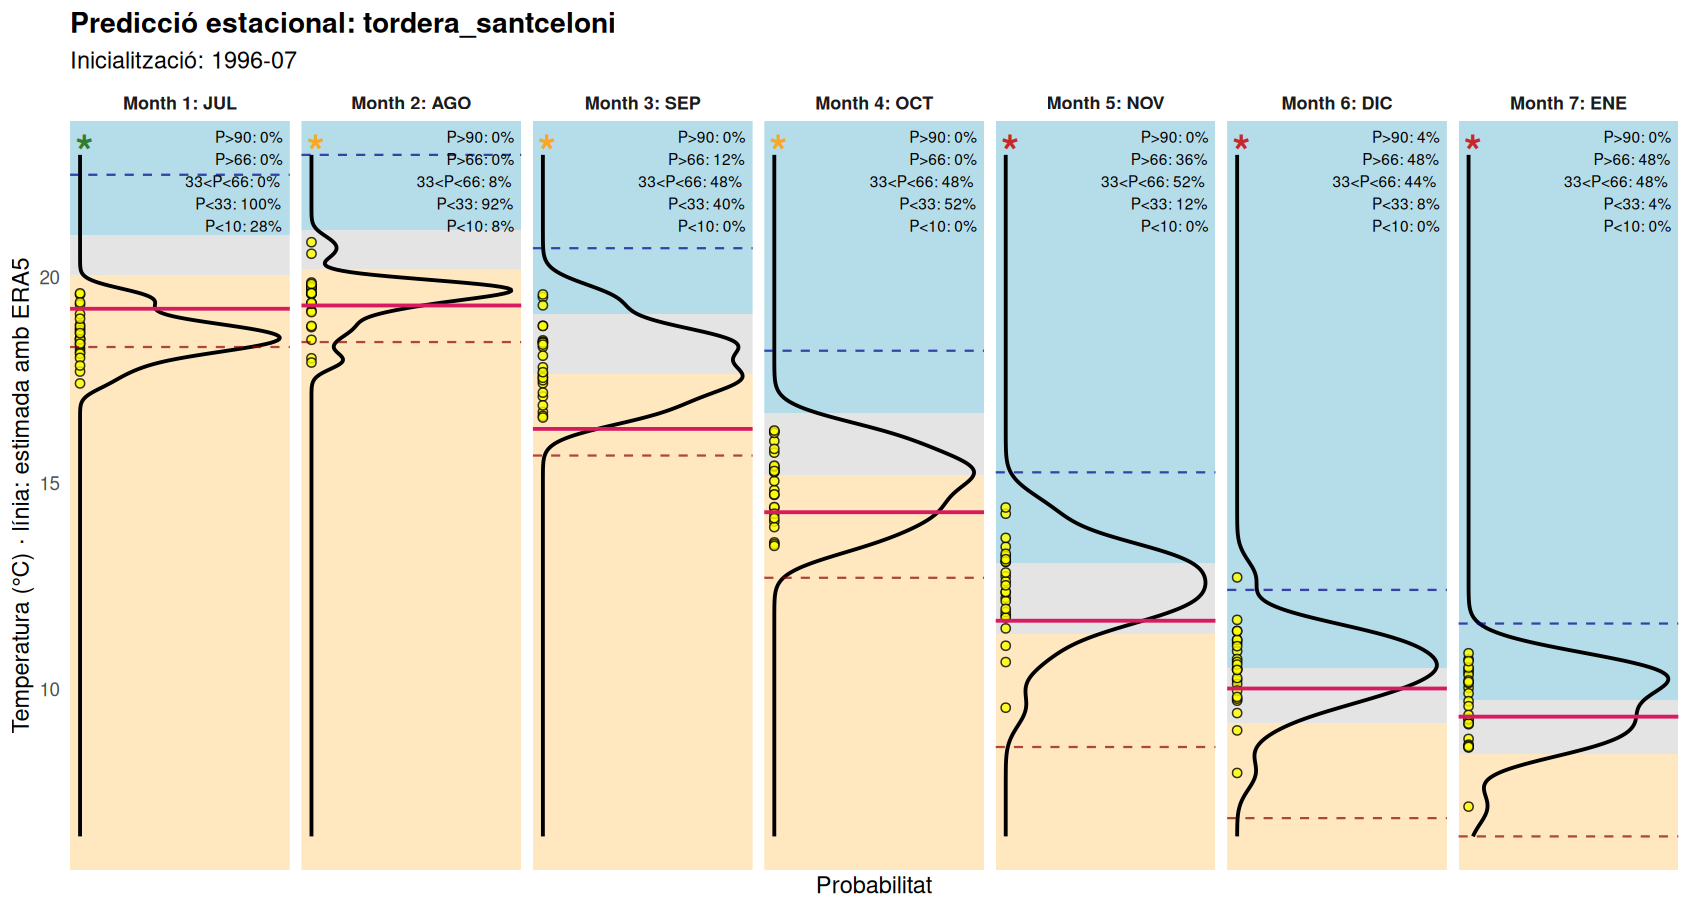 Predicció estacional: tordera_santceloni
Inicialització: 1996-07
Month 1: JUL
Month 2: AGO
Month 3: SEP
Month 4: OCT
Month 5: NOV
Month 6: DIC
Month 7: ENE
*
P>90: 0%
P>66: 0%
33<P<66: 0%
P<33: 100%
P<10: 28%
*
P>90: 0%
P>66: 0%
33<P<66: 8%
P<33: 92%
P<10: 8%
*
P>90: 0%
P>66: 12%
33<P<66: 48%
P<33: 40%
P<10: 0%
*
P>90: 0%
P>66: 0%
33<P<66: 48%
P<33: 52%
P<10: 0%
*
P>90: 0%
P>66: 36%
33<P<66: 52%
P<33: 12%
P<10: 0%
*
P>90: 4%
P>66: 48%
33<P<66: 44%
P<33: 8%
P<10: 0%
*
P>90: 0%
P>66: 48%
33<P<66: 48%
P<33: 4%
P<10: 0%
20
15
10
Temperatura (°C) · línia: estimada amb ERA5
Probabilitat